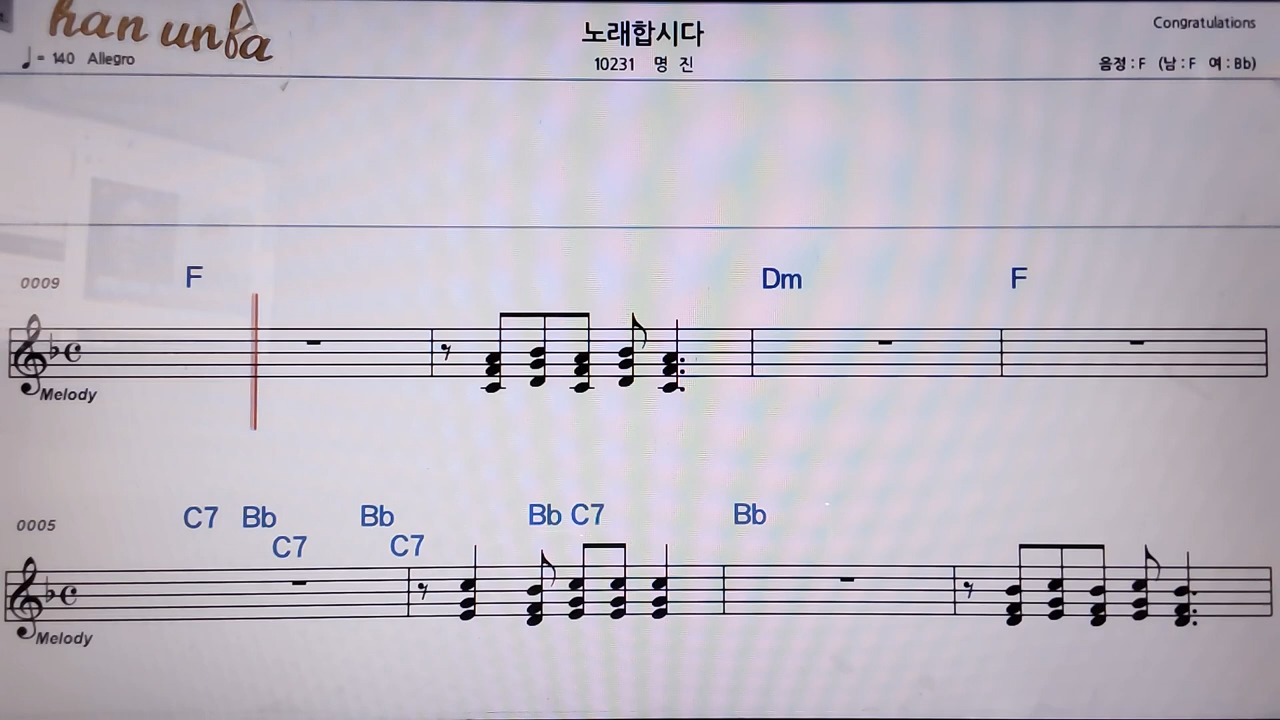 han unba
노래합시다
Congratulations
♩ = 140 Allegro
10231 명 진
음정 : F (남 : F 여 : Bb)
0009
F
Dm
F
Melody
0005
C7 Bb Bb Bb C7 Bb
C7 C7
Melody